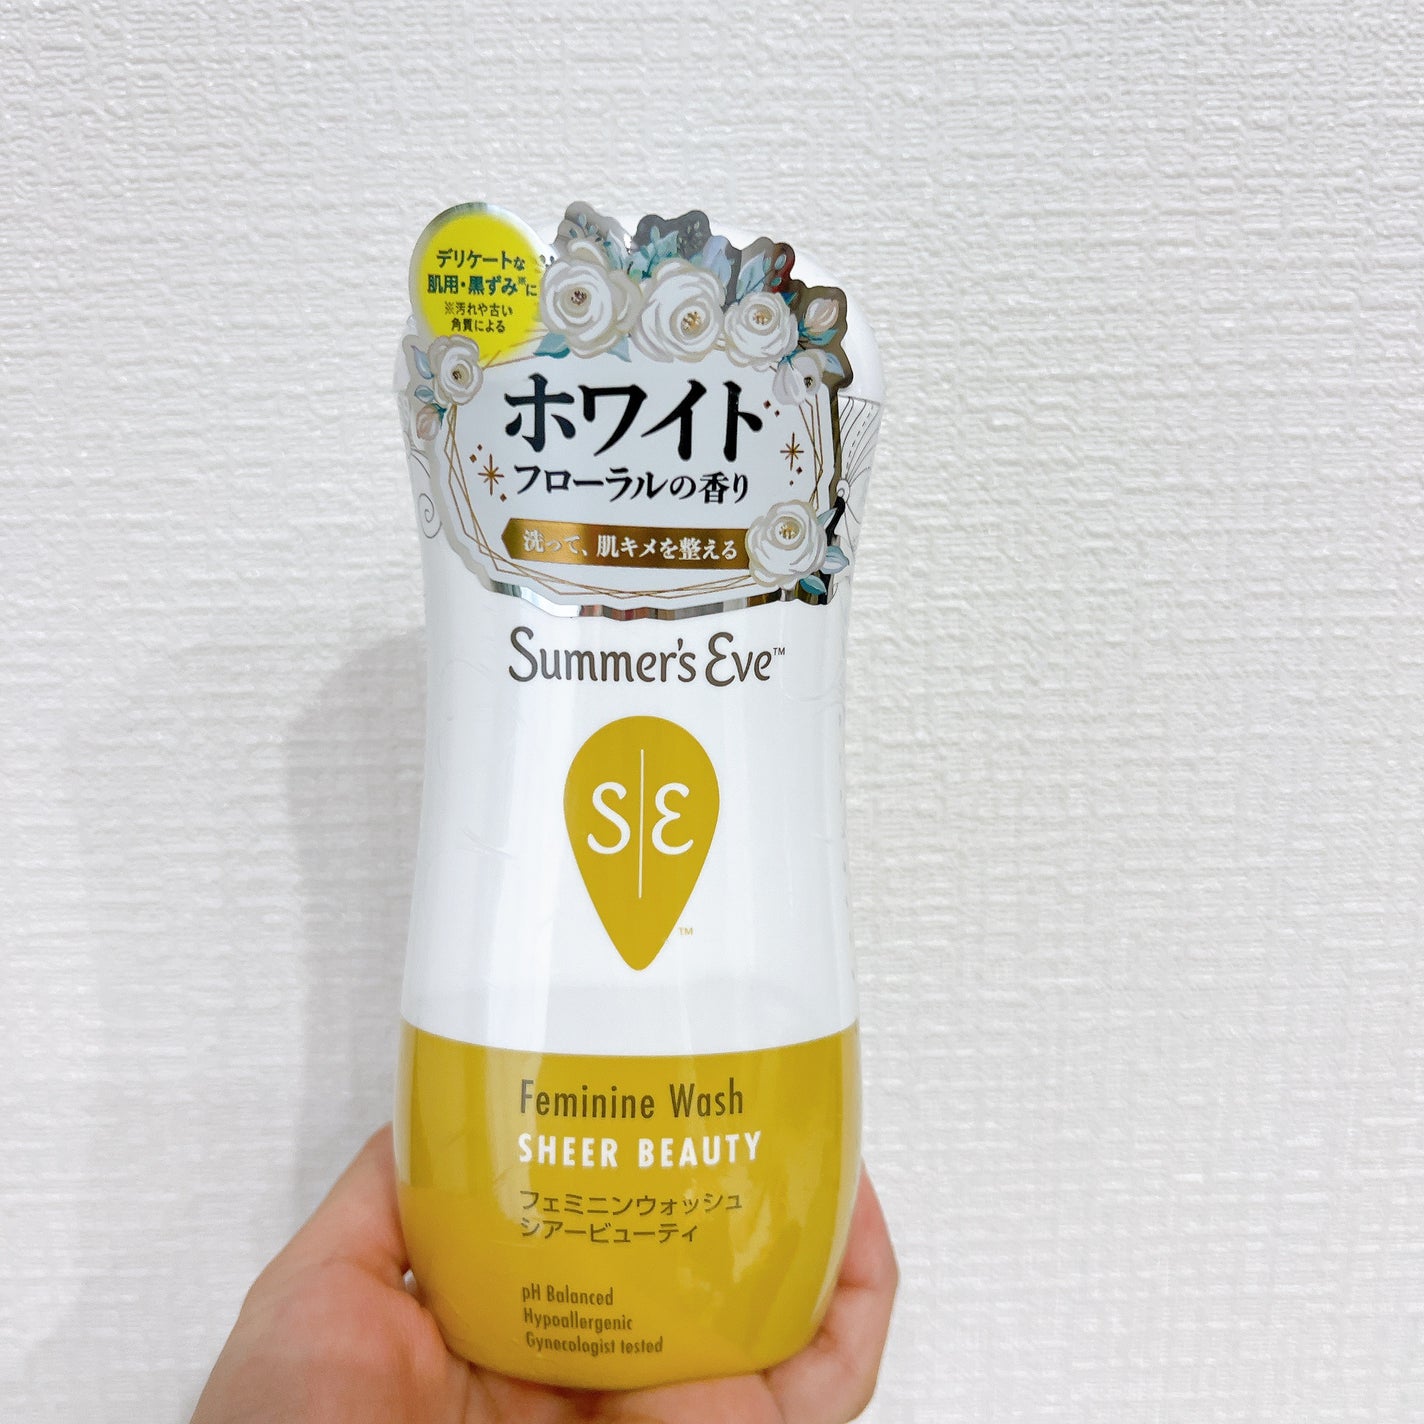 デリケートな
肌用・黒ずみ※に
※汚れや古い
角質による
ホワイト
フローラルの香り
洗って、肌キメを整える
Summer's Eve™
S|E
™
Feminine Wash
SHEER BEAUTY
フェミニンウォッシュ
シアービューティ
pH Balanced
Hypoallergenic
Gynecologist tested